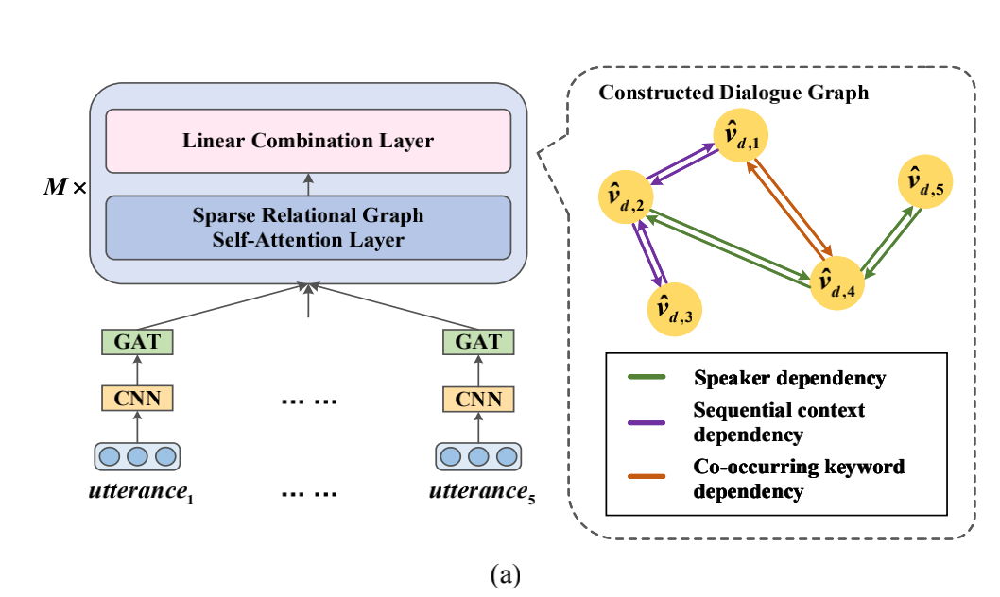 Constructed Dialogue Graph
Linear Combination Layer
M ×
Sparse Relational Graph
Self-Attention Layer
v̂d,1
v̂d,2
v̂d,5
v̂d,4
v̂d,3
GAT
GAT
CNN
... ...
CNN
utterance1
... ...
utterance5
Speaker dependency
Sequential context
dependency
Co-occurring keyword
dependency
(a)